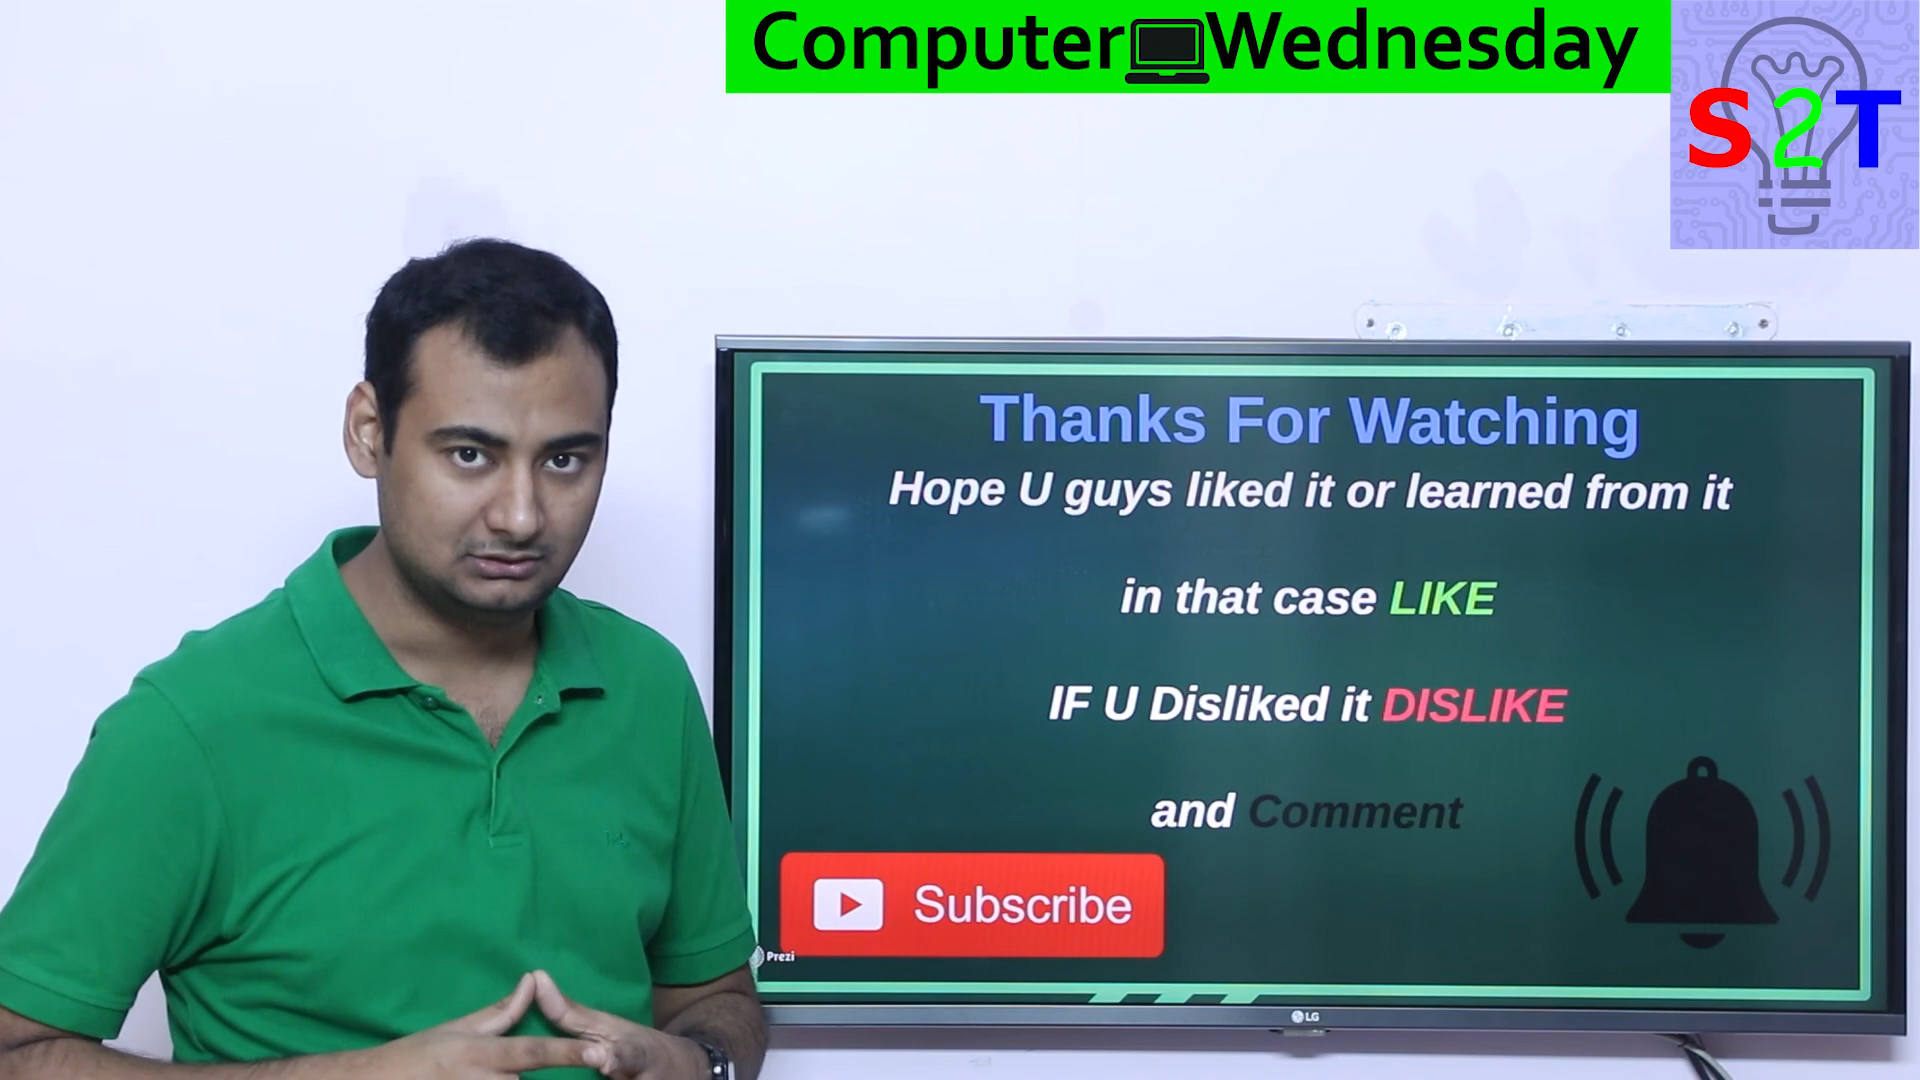 Computer Wednesday
S2T
Thanks For Watching
Hope U guys liked it or learned from it
in that case LIKE
IF U Disliked it DISLIKE
and Comment
Subscribe
Prezi
LG